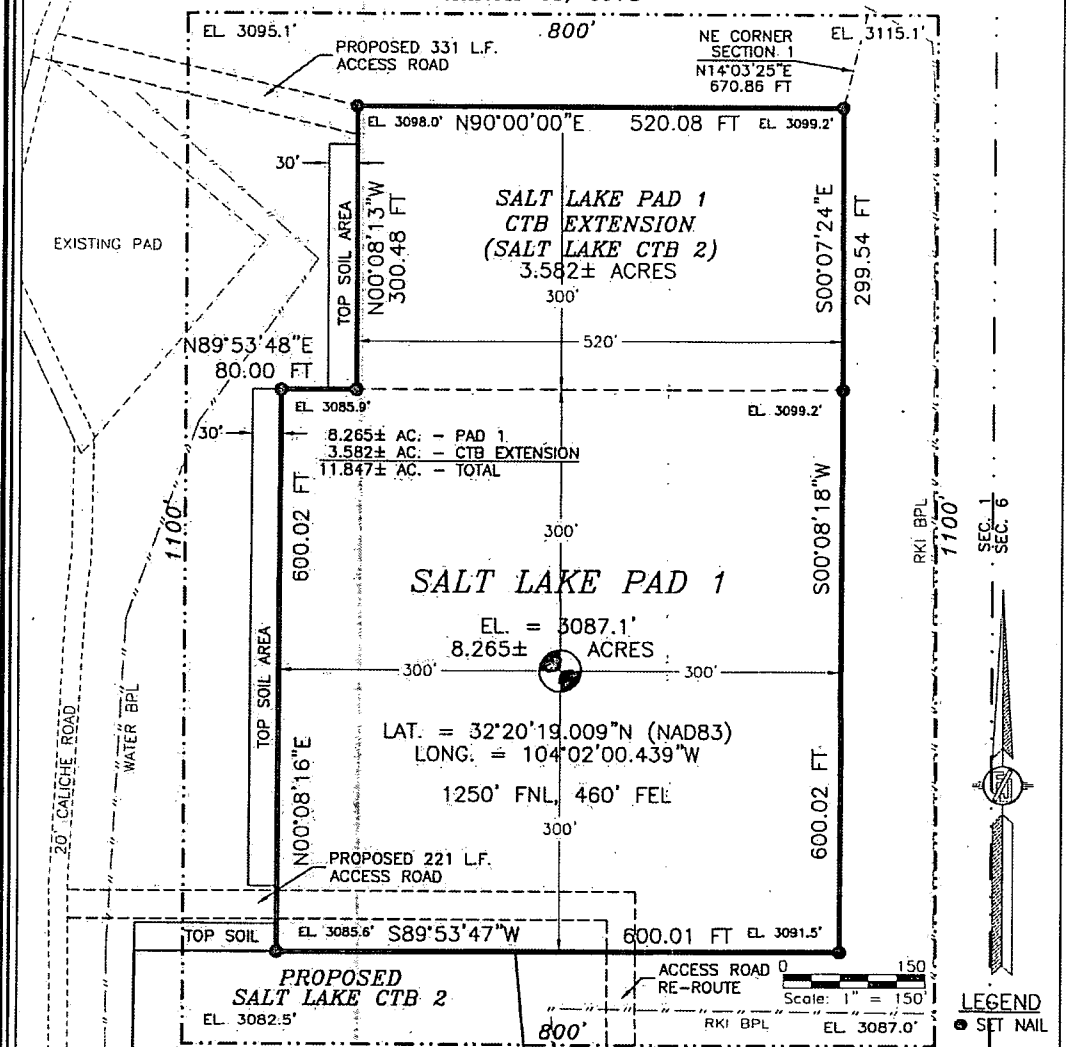 EL. 3095.1'
800'
EL. 3115.1'
PROPOSED 331 L.F.
ACCESS ROAD
NE CORNER
SECTION 1
N14°03'25"E
670.86 FT
EL. 3098.0'
N90°00'00"E
520.08 FT
EL. 3099.2'
30'
TOP SOIL AREA
N00°08'13"W
300.48 FT
SALT LAKE PAD 1
CTB EXTENSION
(SALT LAKE CTB 2)
3.582± ACRES
300'
S00°07'24"E
299.54 FT
EXISTING PAD
520'
N89°53'48"E
80.00 FT
EL. 3085.9'
EL. 3099.2'
30'
8.265± AC. - PAD 1
3.582± AC. - CTB EXTENSION
11.847± AC. - TOTAL
1100'
600.02 FT
300'
S00°08'18"W
RKI BPL
1100'
SEC. 1
SEC. 6
SALT LAKE PAD 1
EL. = 3087.1'
8.265± ACRES
300'
300'
TOP SOIL AREA
20' CALICHE ROAD
WATER BPL
LAT. = 32°20'19.009"N (NAD83)
LONG. = 104°02'00.439"W
1250' FNL, 460' FEL
N00°08'16"E
600.02 FT
300'
PROPOSED 221 L.F.
ACCESS ROAD
TOP SOIL
EL. 3085.6'
S89°53'47"W
600.01 FT
EL. 3091.5'
PROPOSED
SALT LAKE CTB 2
EL. 3082.5'
ACCESS ROAD
RE-ROUTE
0 150
Scale: 1" = 150'
RKI BPL
EL. 3087.0'
800'
LEGEND
SET NAIL